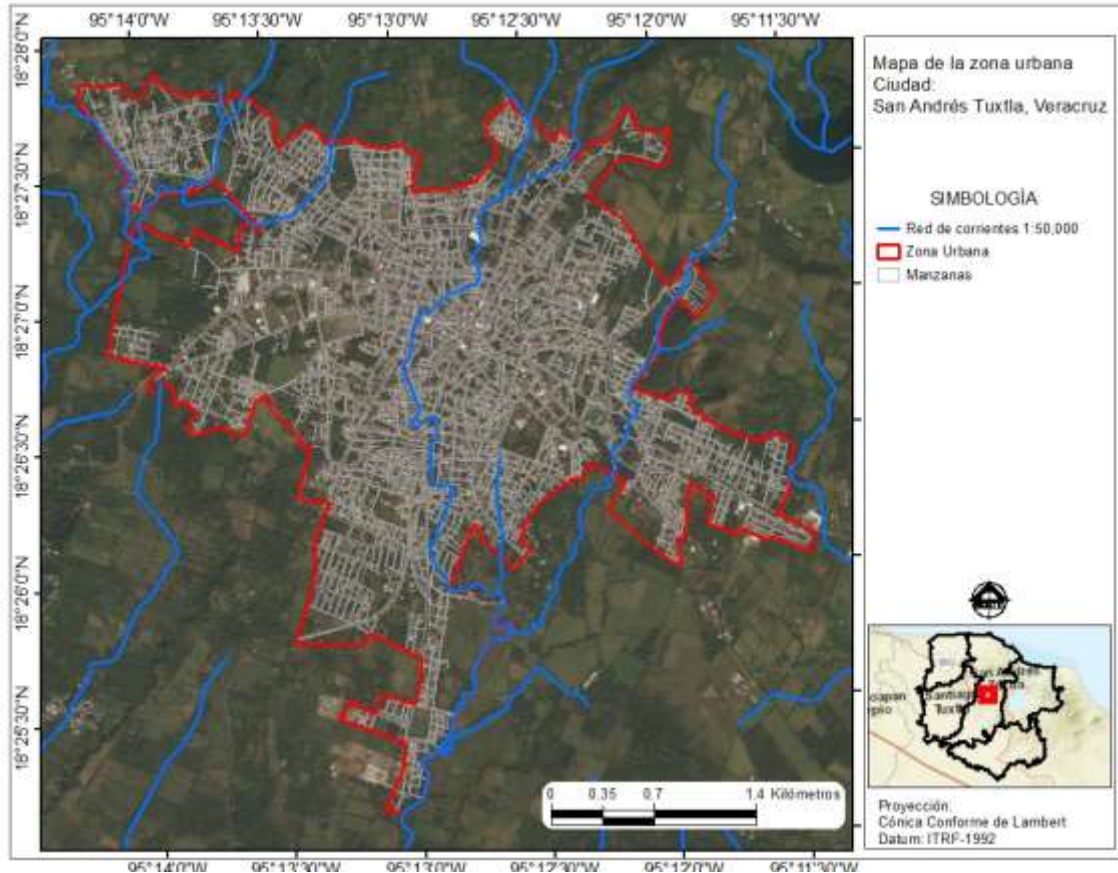 95°14'0"W 95°13'30"W 95°13'0"W 95°12'30"W 95°12'0"W 95°11'30"W
18°28'0"N
18°27'30"N
18°27'0"N
18°26'30"N
18°26'0"N
18°25'30"N
Mapa de la zona urbana
Ciudad:
San Andrés Tuxtla, Veracruz
SIMBOLOGÌA
Red de corrientes 1:50,000
Zona Urbana
Manzanas
San Andrés
Santiago
Tuxtla
0 0.35 0.7 1.4 Kilómetros
Proyección:
Cónica Conforme de Lambert
Datum: ITRF-1992
95°14'0"W 95°13'30"W 95°13'0"W 95°12'30"W 95°12'0"W 95°11'30"W